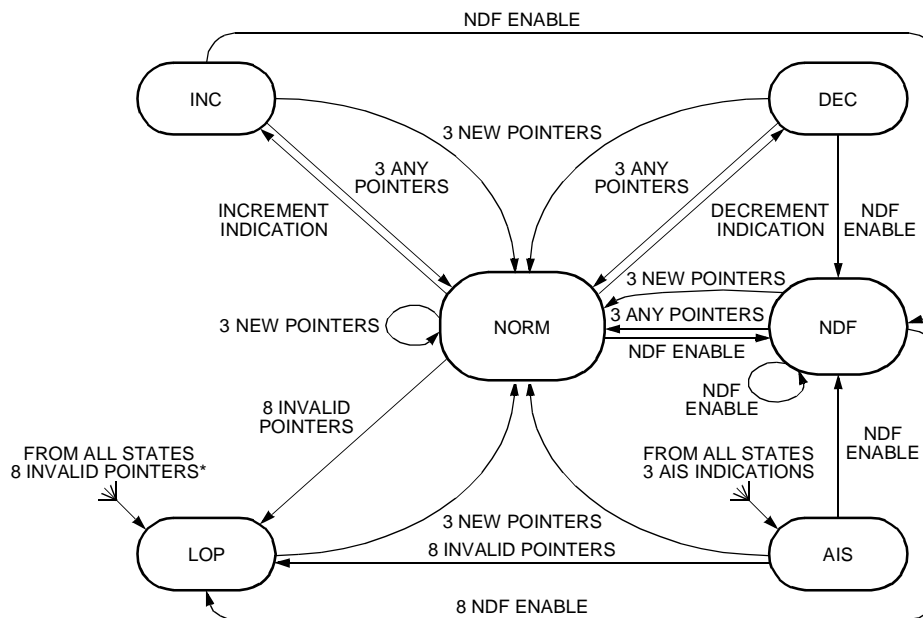 NDF ENABLE
INC
DEC
3 NEW POINTERS
3 ANY
POINTERS
3 ANY
POINTERS
INCREMENT
INDICATION
DECREMENT
INDICATION
NDF
ENABLE
3 NEW POINTERS
3 NEW POINTERS
NORM
3 ANY POINTERS
NDF
NDF ENABLE
NDF
ENABLE
8 INVALID
POINTERS
NDF
ENABLE
FROM ALL STATES
8 INVALID POINTERS*
FROM ALL STATES
3 AIS INDICATIONS
3 NEW POINTERS
LOP
8 INVALID POINTERS
AIS
8 NDF ENABLE